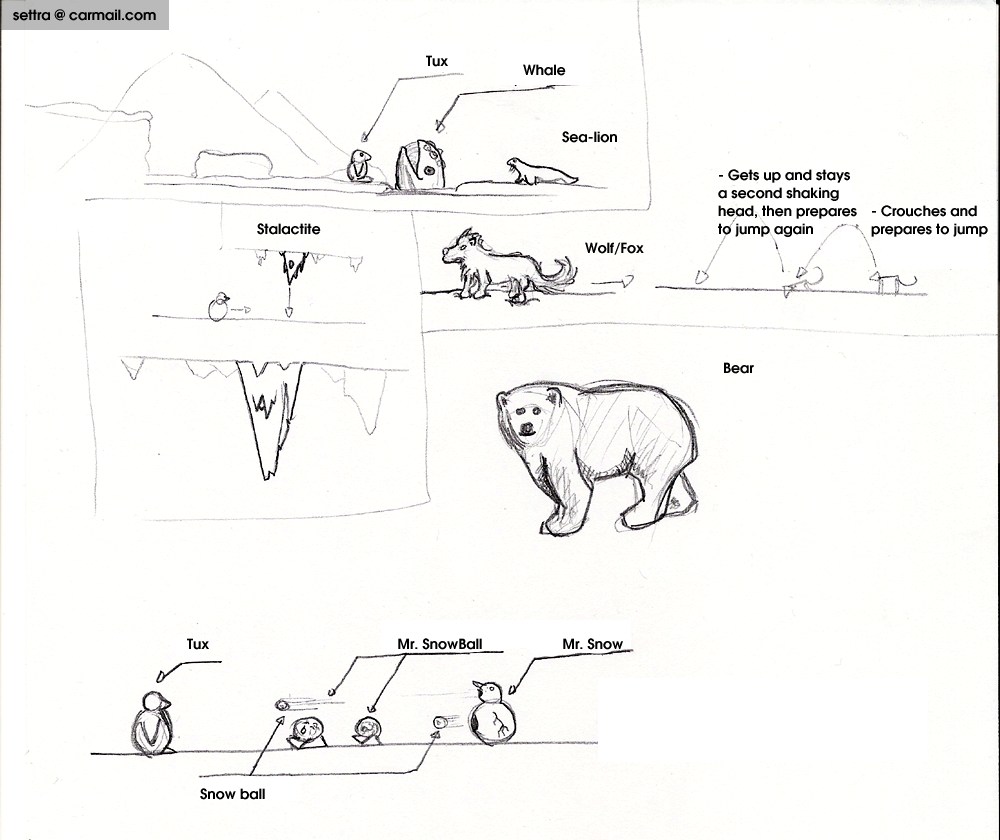 settra @ carmail.com
Tux
Whale
Sea-lion
- Gets up and stays
a second shaking
head, then prepares
to jump again
- Crouches and
prepares to jump
Stalactite
Wolf/Fox
Bear
Tux
Mr. SnowBall
Mr. Snow
Snow ball